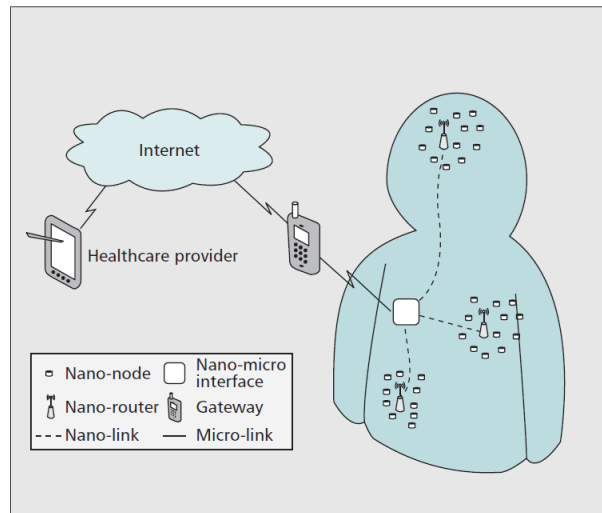 Internet
Healthcare provider
Nano-node
Nano-micro
interface
Nano-router
Gateway
Nano-link
Micro-link